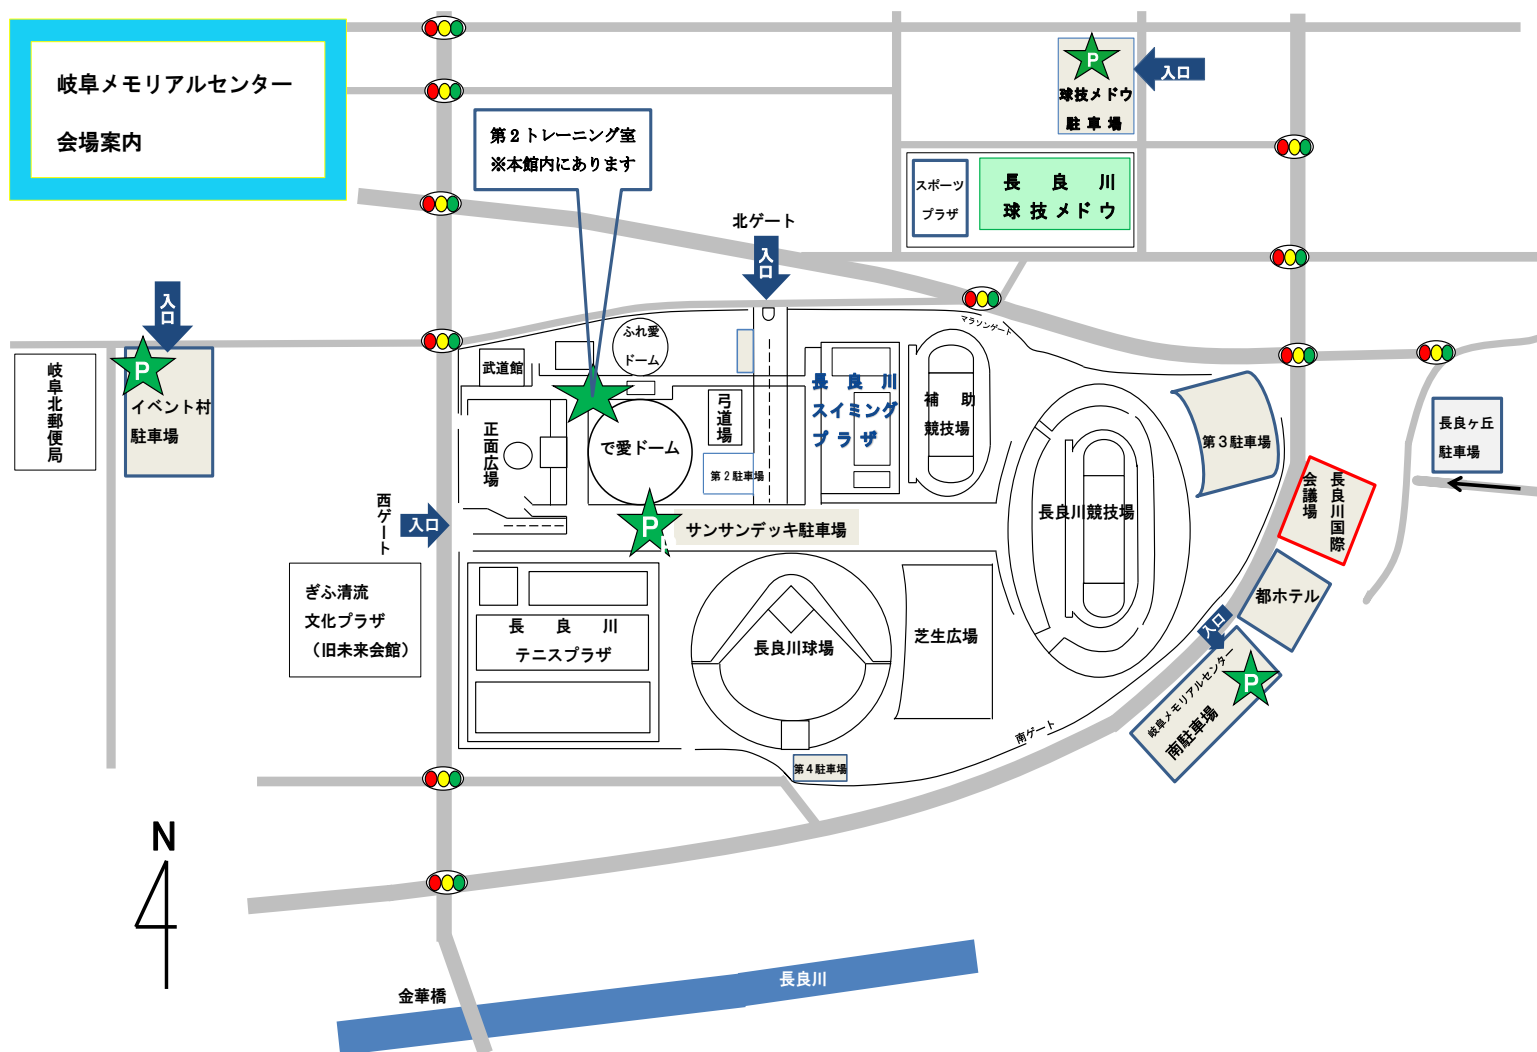 岐阜メモリアルセンター
会場案内
第2トレーニング室
※本館内にあります
P
入口
球技メドウ
駐車場
スポーツ
プラザ
長良川
球技メドウ
北ゲート
入口
入口
P
イベント村
駐車場
岐阜北郵便局
武道館
ふれ愛
ドーム
マラソンゲート
正面広場
で愛ドーム
弓道場
第2駐車場
長良川
スイミング
プラザ
補助
競技場
長良川競技場
第3駐車場
長良ヶ丘
駐車場
長良川国際
会議場
西ゲート
入口
P
サンサンデッキ駐車場
ぎふ清流
文化プラザ
（旧未来会館）
長良川
テニスプラザ
長良川球場
芝生広場
都ホテル
入口
P
岐阜メモリアルセンター
南駐車場
南ゲート
第4駐車場
N
金華橋
長良川